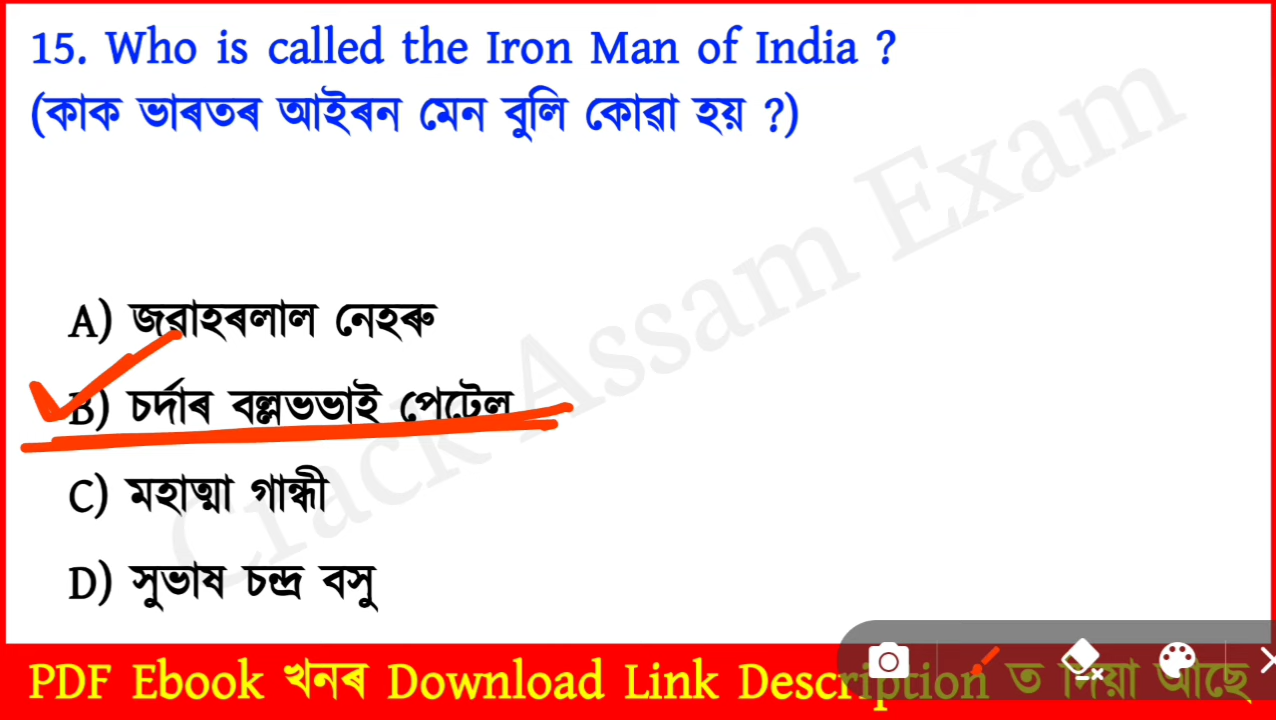 15. Who is called the Iron Man of India ?
(কাক ভাৰতৰ আইৰন মেন বুলি কোৱা হয় ?)
A) জৱাহৰলাল নেহৰু
B) চৰ্দাৰ বল্লভভাই পেটেল
C) মহাত্মা গান্ধী
D) সুভাষ চন্দ্ৰ বসু
Crack Assam Exam
PDF Ebook খনৰ Download Link Description ত দিয়া আছে